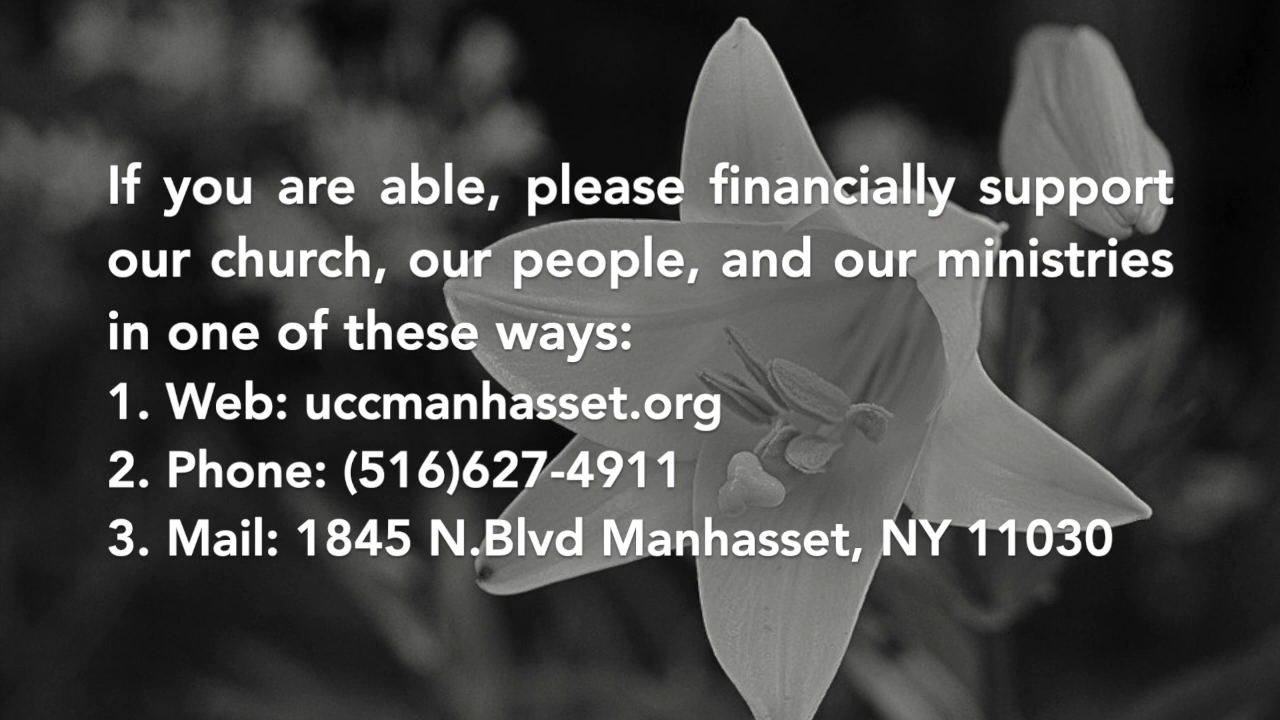 If you are able, please financially support
our church, our people, and our ministries
in one of these ways:
1. Web: uccmanhasset.org
2. Phone: (516)627-4911
3. Mail: 1845 N.Blvd Manhasset, NY 11030